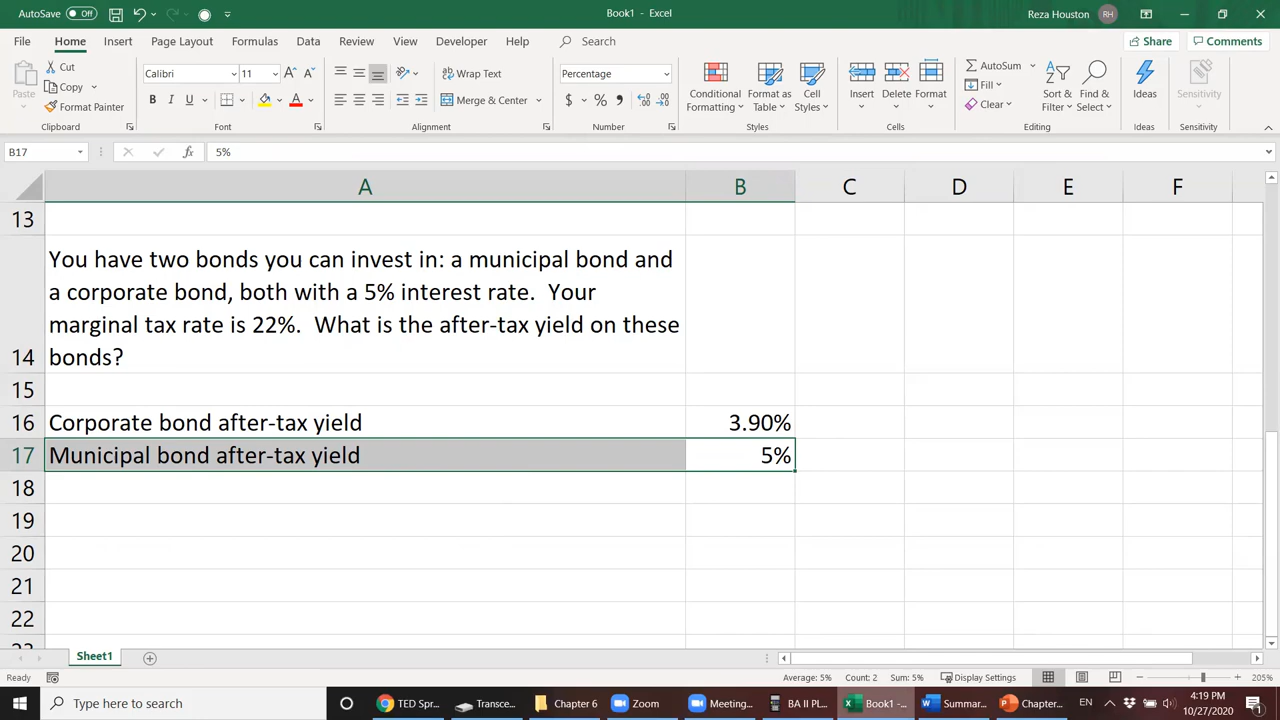 AutoSave Off
Book1 - Excel
Reza Houston RH
File Home Insert Page Layout Formulas Data Review View Developer Help Search
Share Comments
Paste
Cut
Copy
Format Painter
Calibri 11
B I U
Wrap Text
Merge & Center
Percentage
$ % ,
Conditional Formatting
Format as Table
Cell Styles
Insert Delete Format
AutoSum
Fill
Clear
Sort & Filter
Find & Select
Ideas
Sensitivity
Clipboard Font Alignment Number Styles Cells Editing Ideas Sensitivity
B17 fx 5%
A B C D E F
13
You have two bonds you can invest in: a municipal bond and
a corporate bond, both with a 5% interest rate. Your
marginal tax rate is 22%. What is the after-tax yield on these
14 bonds?
15
16 Corporate bond after-tax yield 3.90%
17 Municipal bond after-tax yield 5%
18
19
20
21
22
23
Sheet1
Ready Average: 5% Count: 2 Sum: 5% Display Settings 205%
Type here to search
TED Spr... Transce... Chapter 6 Zoom Meeting... BA II PL... Book1 -... Summar... Chapter...
EN 4:19 PM
10/27/2020